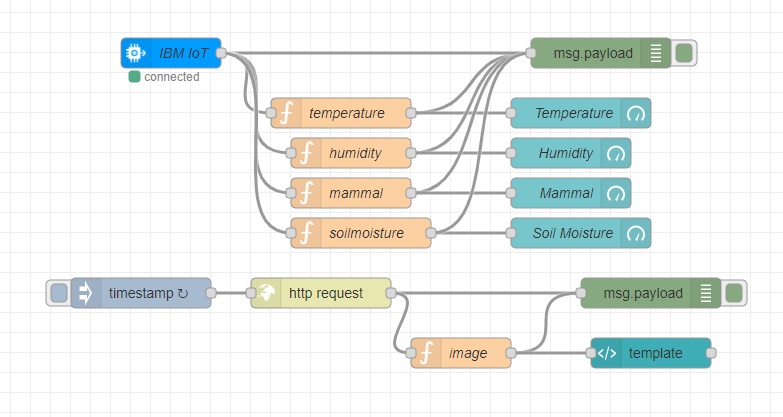 IBM IoT
msg.payload
connected
temperature
Temperature
humidity
Humidity
mammal
Mammal
soilmoisture
Soil Moisture
timestamp ↻
http request
msg.payload
image
template